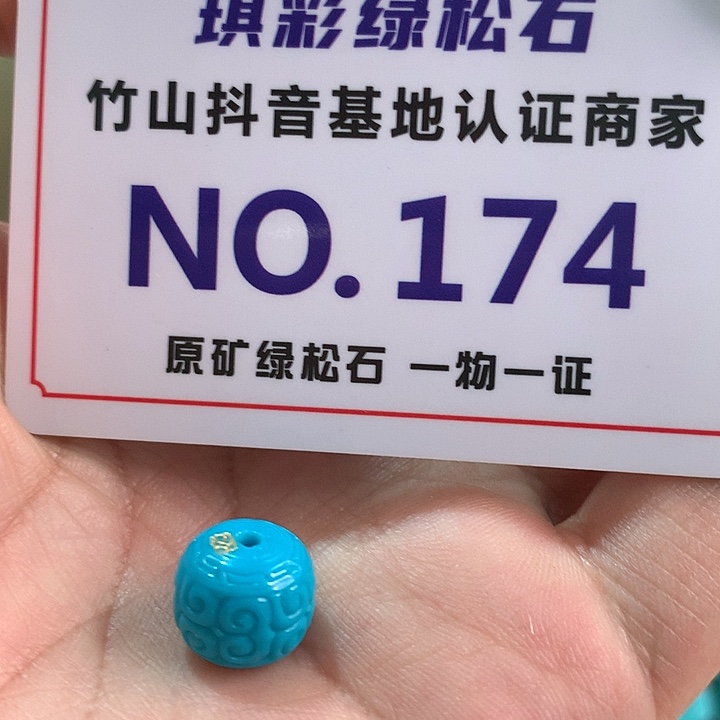 琪彩绿松石
竹山抖音基地认证商家
NO.174
原矿绿松石 一物一证